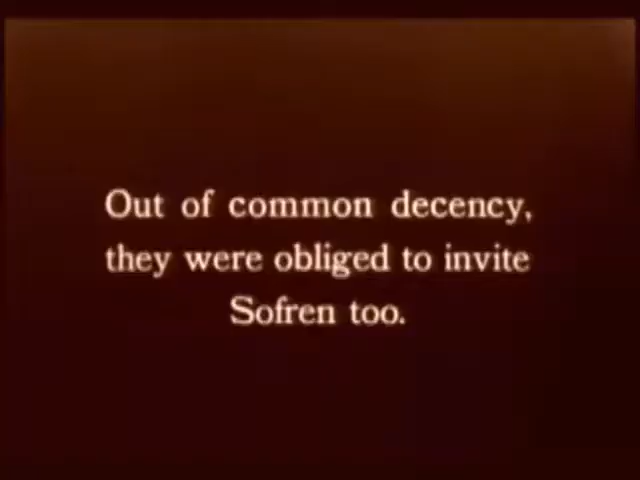 Out of common decency,
they were obliged to invite
Sofren too.